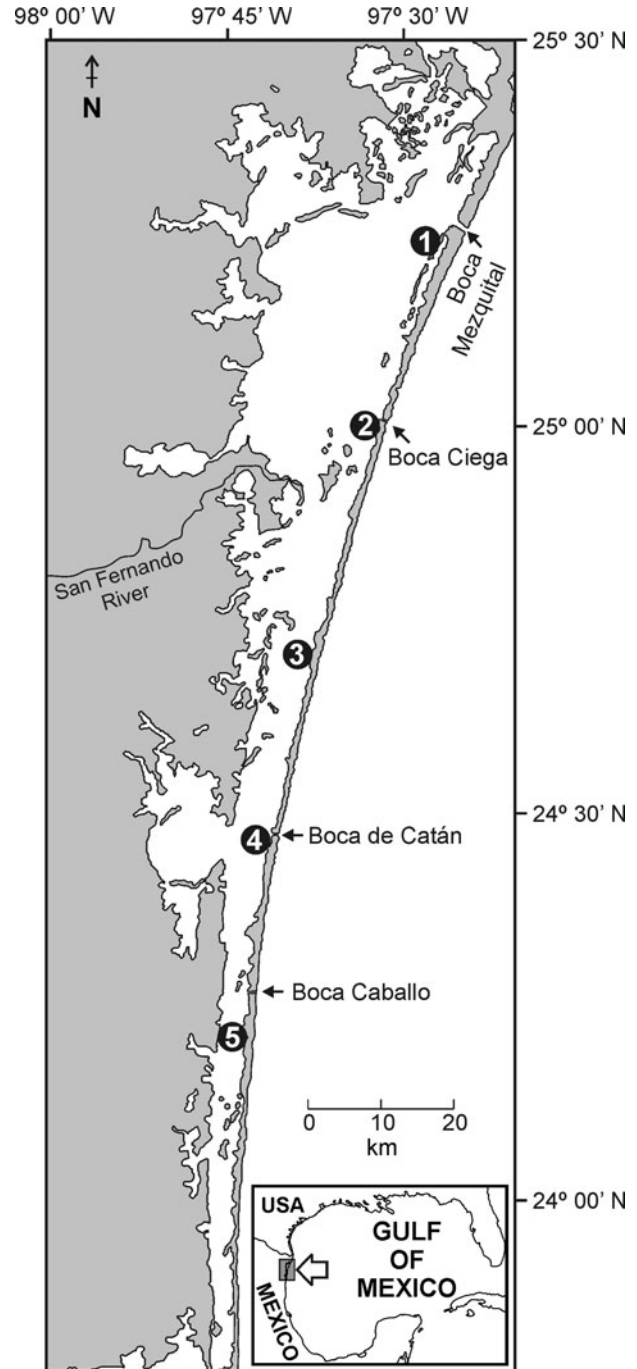 98º 00’ W
97º 45’ W
97º 30’ W
25º 30’ N
N
1
Boca
Mezquital
2
25º 00’ N
Boca Ciega
San Fernando
River
3
24º 30’ N
4
Boca de Catán
Boca Caballo
5
0 10 20
km
24º 00’ N
USA
GULF
OF
MEXICO
MEXICO